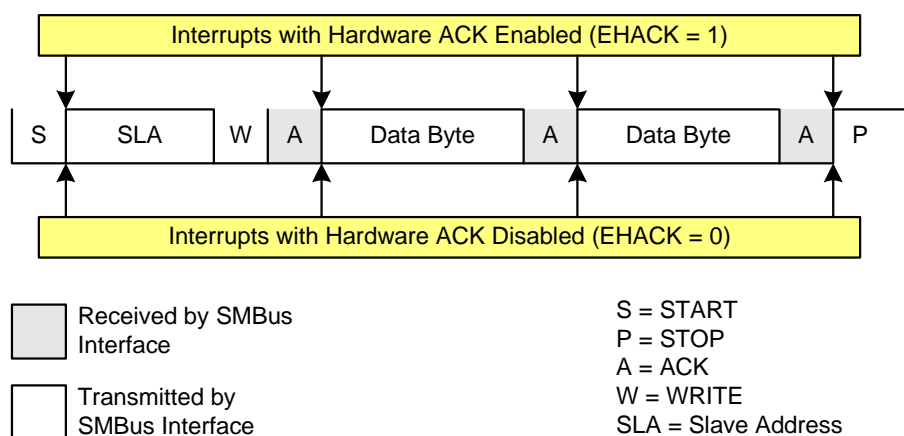 Interrupts with Hardware ACK Enabled (EHACK = 1)
S SLA W A Data Byte A Data Byte A P
Interrupts with Hardware ACK Disabled (EHACK = 0)
Received by SMBus
Interface
Transmitted by
SMBus Interface
S = START
P = STOP
A = ACK
W = WRITE
SLA = Slave Address